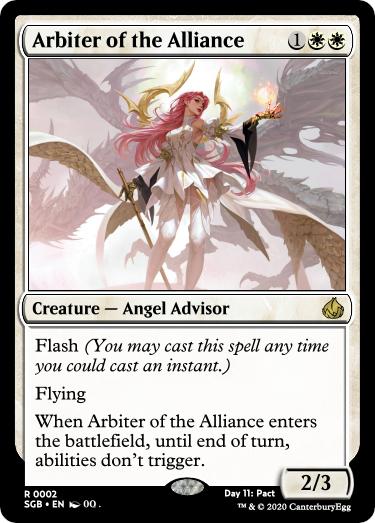 Arbiter of the Alliance 1
Creature — Angel Advisor
Flash (You may cast this spell any time
you could cast an instant.)
Flying
When Arbiter of the Alliance enters
the battlefield, until end of turn,
abilities don't trigger.
2/3
R 0002
Day 11: Pact
SGB • EN
™ & © 2020 CanterburyEgg